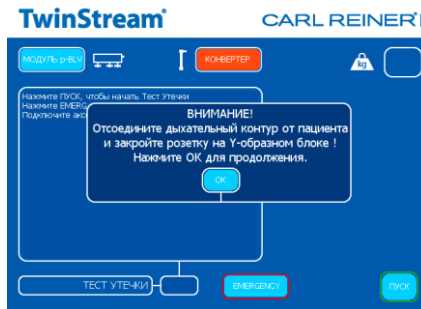 TwinStream
CARL REINER
МОДУЛЬ p-BLV
КОНВЕРТЕР
kg
Нажмите ПУСК, чтобы начать Тест Утечки
Нажмите EMERG
Подключите акс
ВНИМАНИЕ!
Отсоедините дыхательный контур от пациента
и закройте розетку на Y-образном блоке !
Нажмите ОК для продолжения.
ОК
ТЕСТ УТЕЧКИ
EMERGENCY
ПУСК